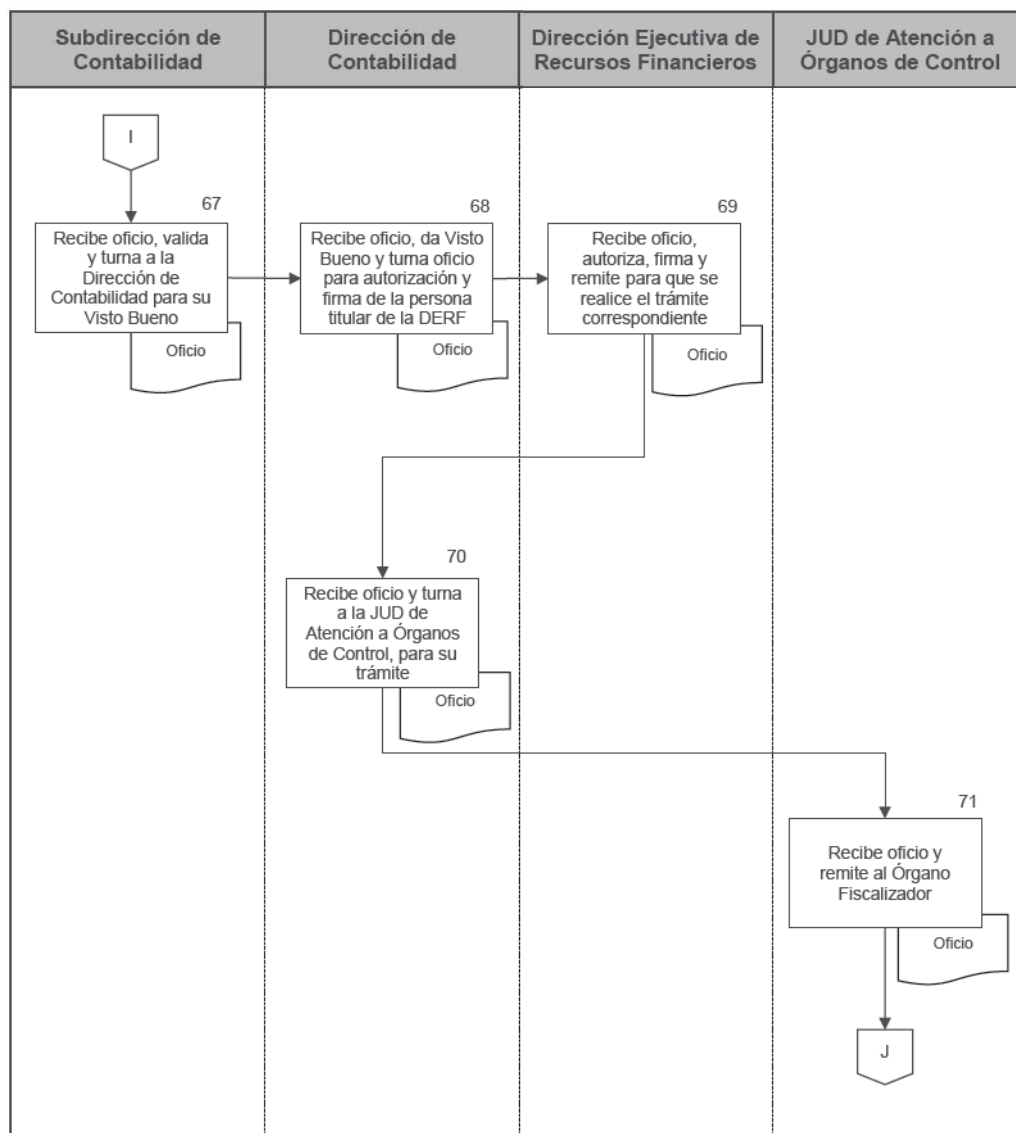 Subdirección de
Contabilidad
Dirección de
Contabilidad
Dirección Ejecutiva de
Recursos Financieros
JUD de Atención a
Órganos de Control
I
67
Recibe oficio, valida
y turna a la
Dirección de
Contabilidad para su
Visto Bueno
Oficio
68
Recibe oficio, da Visto
Bueno y turna oficio
para autorización y
firma de la persona
titular de la DERF
Oficio
69
Recibe oficio,
autoriza, firma y
remite para que se
realice el trámite
correspondiente
Oficio
70
Recibe oficio y turna
a la JUD de
Atención a Órganos
de Control, para su
trámite
Oficio
71
Recibe oficio y
remite al Órgano
Fiscalizador
Oficio
J